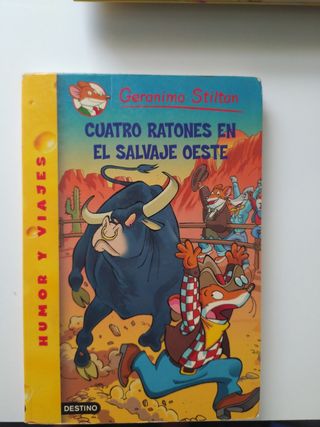 Geronimo Stilton
CUATRO RATONES EN
EL SALVAJE OESTE
HUMOR Y VIAJES
DESTINO